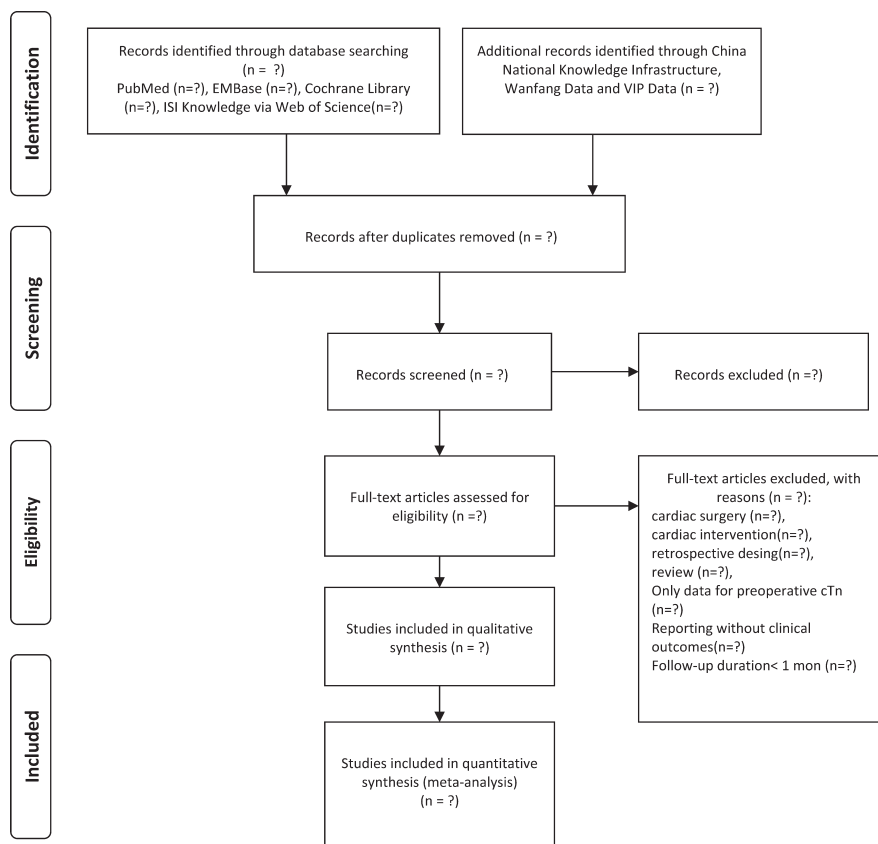 Identification
Records identified through database searching
(n = ?)
PubMed (n=?), EMBase (n=?), Cochrane Library
(n=?), ISI Knowledge via Web of Science(n=?)
Additional records identified through China
National Knowledge Infrastructure,
Wanfang Data and VIP Data (n = ?)
Records after duplicates removed (n = ?)
Screening
Records screened (n = ?)
Records excluded (n =?)
Eligibility
Full-text articles assessed for
eligibility (n =?)
Full-text articles excluded, with
reasons (n = ?):
cardiac surgery (n=?),
cardiac intervention(n=?),
retrospective desing(n=?),
review (n=?),
Only data for preoperative cTn
(n=?)
Reporting without clinical
outcomes(n=?)
Follow-up duration< 1 mon (n=?)
Studies included in qualitative
synthesis (n = ?)
Included
Studies included in quantitative
synthesis (meta-analysis)
(n = ?)